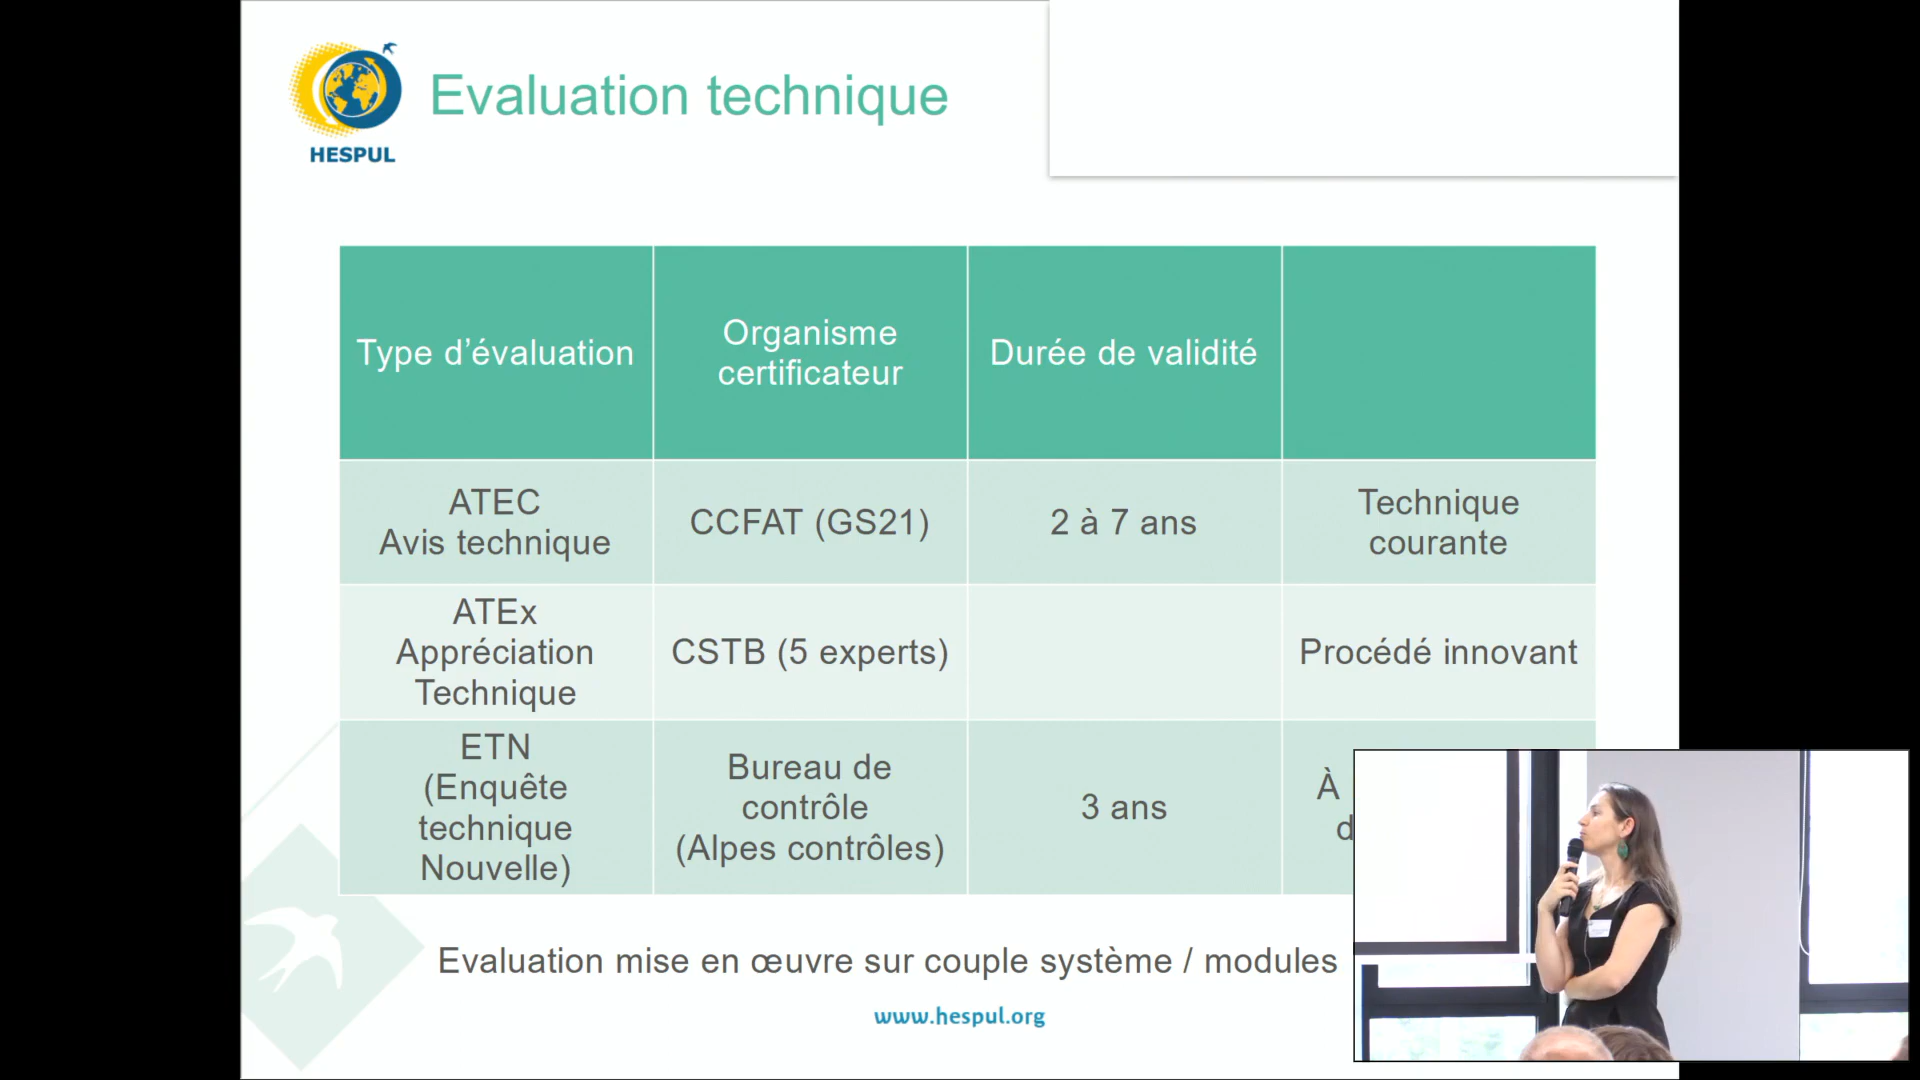 HESPUL
Evaluation technique
Type d’évaluation
Organisme
certificateur
Durée de validité
ATEC
Avis technique
CCFAT (GS21)
2 à 7 ans
Technique
courante
ATEx
Appréciation
Technique
CSTB (5 experts)
Procédé innovant
ETN
(Enquête
technique
Nouvelle)
Bureau de
contrôle
(Alpes contrôles)
3 ans
À
Evaluation mise en œuvre sur couple système / modules
www.hespul.org